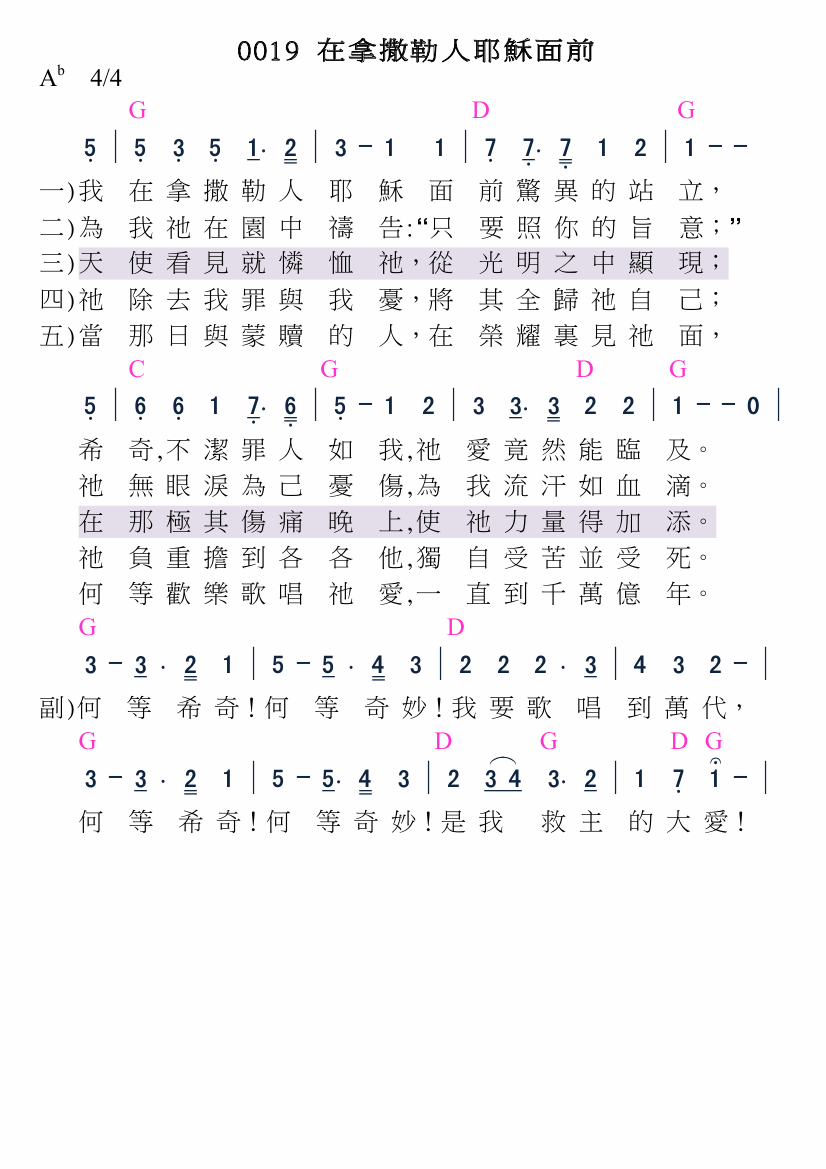 0019 在拿撒勒人耶穌面前
Ab 4/4
G D G
5 | 5 3 5 1· 2 | 3 - 1 1 | 7 7· 7 1 2 | 1 - -
一)我 在拿撒勒人 耶 穌 面 前驚異的站 立，
二)為 我祂在園中 禱 告:“只 要照你的旨 意；”
三)天 使看見就憐 恤 祂，從 光明之中顯 現；
四)祂 除去我罪與 我 憂，將 其全歸祂自 己；
五)當 那日與蒙贖 的 人，在 榮耀裏見祂 面，
C G D G
5 | 6 6 1 7· 6 | 5 - 1 2 | 3 3· 3 2 2 | 1 - - 0 |
希 奇,不潔罪人 如 我,祂 愛竟然能臨 及。
祂 無眼淚為己 憂 傷,為 我流汗如血 滴。
在 那極其傷痛 晚 上,使 祂力量得加 添。
祂 負重擔到各 各 他,獨 自受苦並受 死。
何 等歡樂歌唱 祂 愛,一 直到千萬億 年。
G D
3 - 3 · 2 1 | 5 - 5 · 4 3 | 2 2 2 · 3 | 4 3 2 - |
副)何 等 希奇!何 等 奇妙!我要歌 唱 到萬代，
G D G D G
3 - 3 · 2 1 | 5 - 5· 4 3 | 2 3 4 3· 2 | 1 7 1 - |
何 等 希奇!何 等奇妙!是我 救主 的大愛!